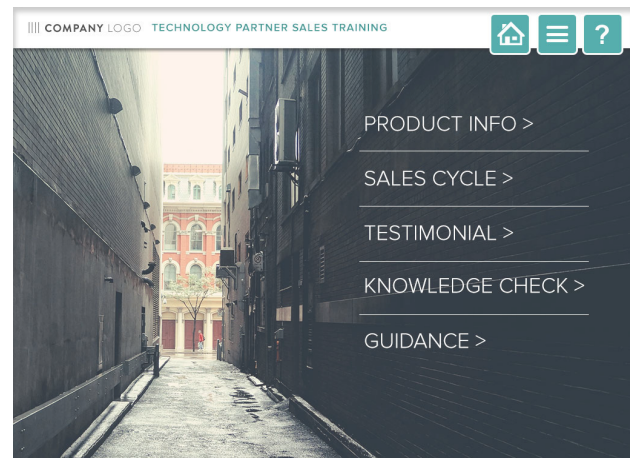 COMPANY LOGO TECHNOLOGY PARTNER SALES TRAINING ?
PRODUCT INFO >
SALES CYCLE >
TESTIMONIAL >
KNOWLEDGE CHECK >
GUIDANCE >